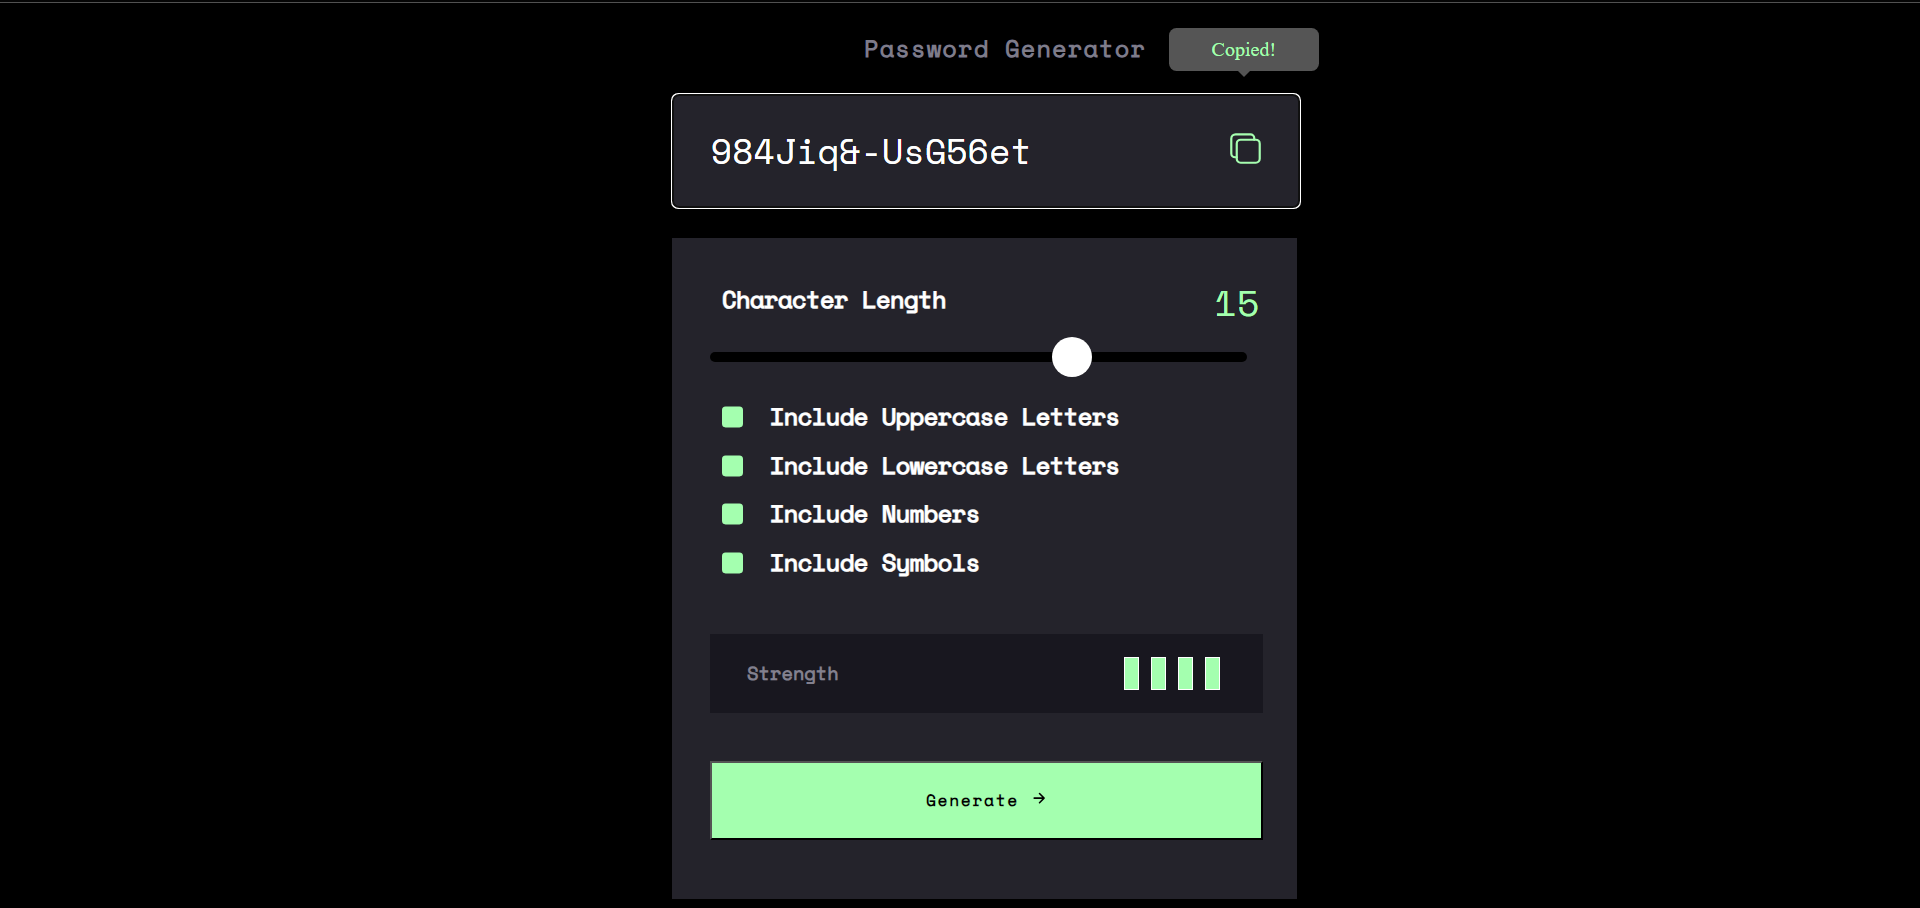 Password Generator
Copied!
984Jiq&-UsG56et
Character Length
15
Include Uppercase Letters
Include Lowercase Letters
Include Numbers
Include Symbols
Strength
Generate →